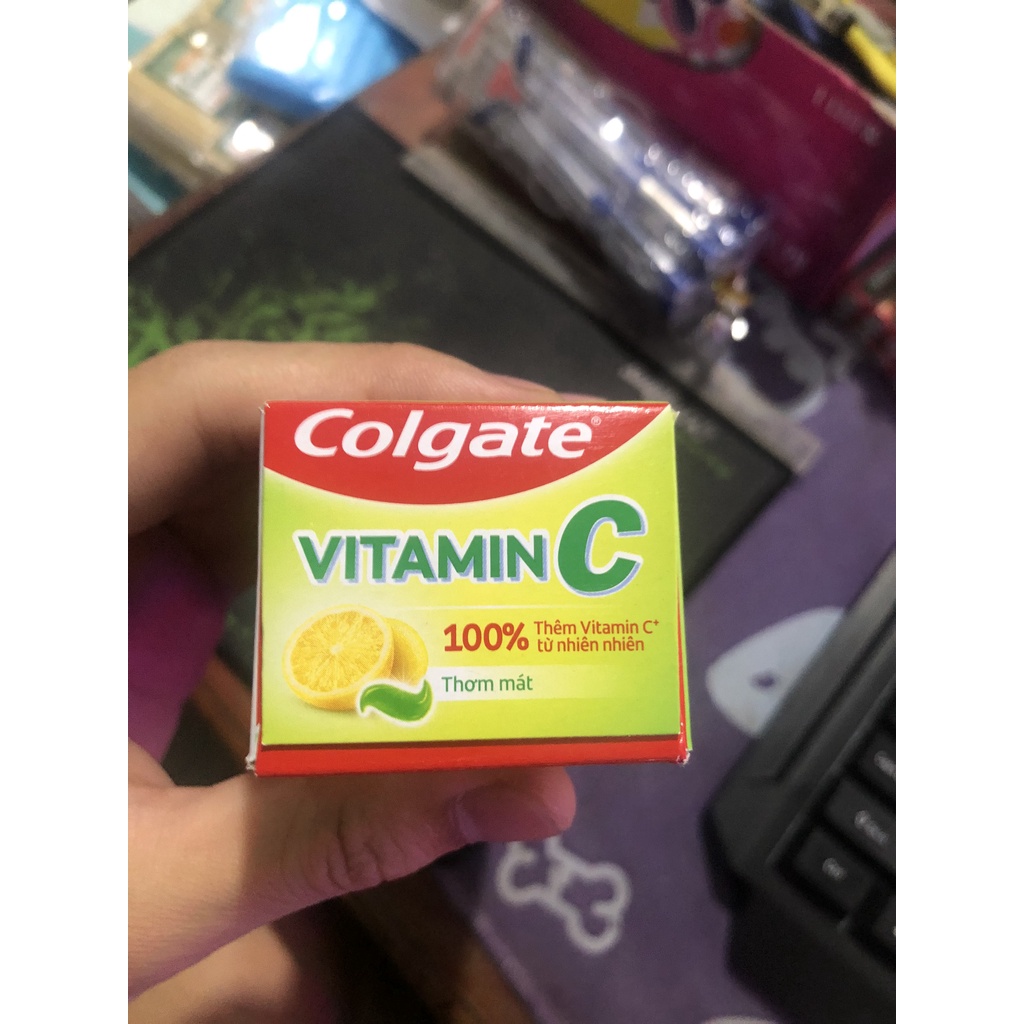 Colgate®
VITAMIN C
100% Thêm Vitamin C⁺
từ nhiên nhiên
Thơm mát